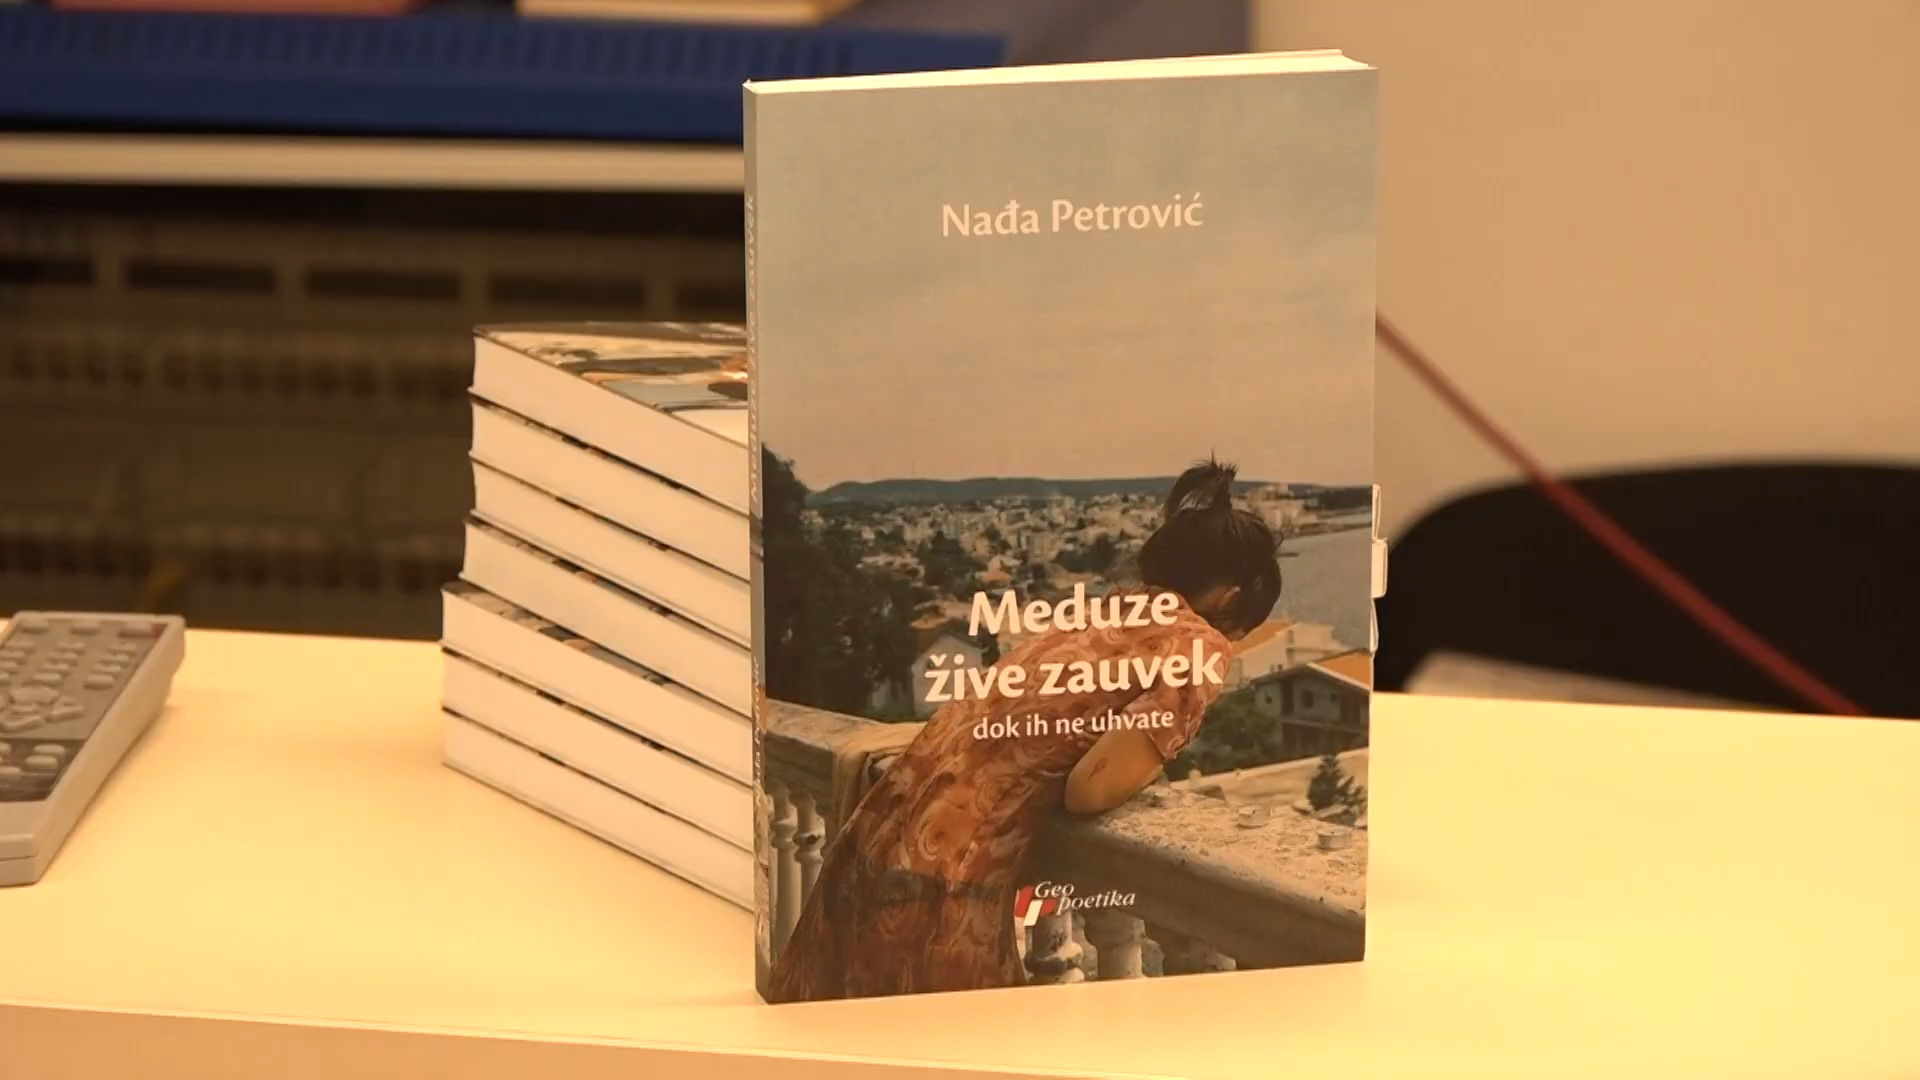 Nađa Petrović
Meduze
žive zauvek
dok ih ne uhvate
Geo
poetika